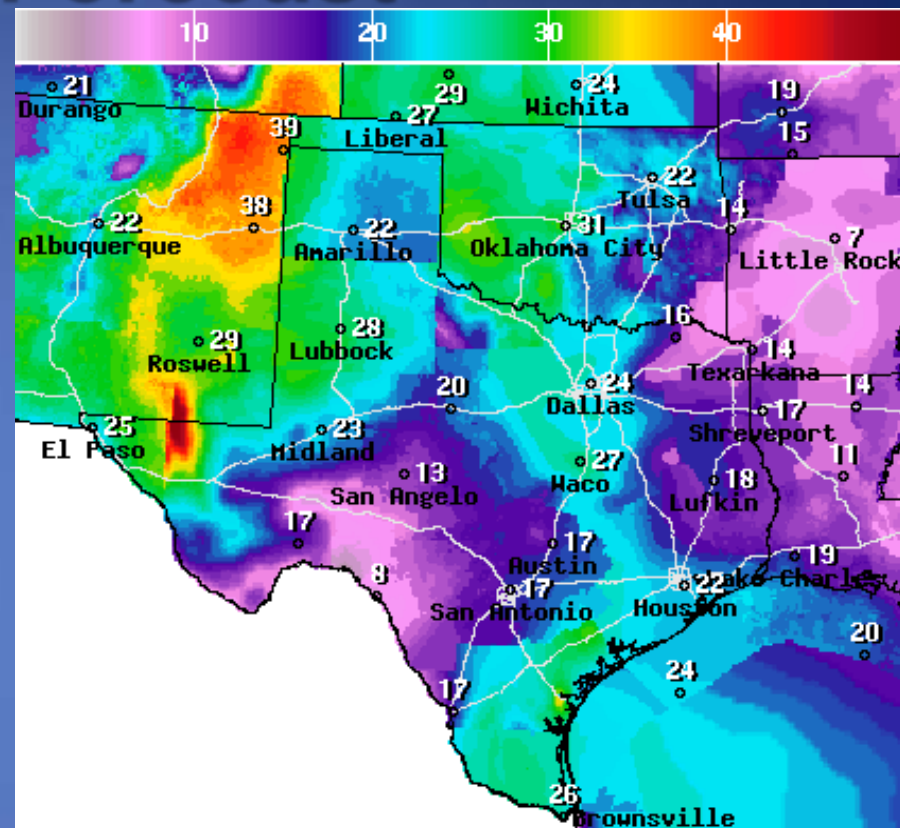 10 20 30 40
21
Durango
29
24
Wichita
19
27
Liberal
15
39
22
Tulsa
22
Albuquerque
38
22
Amarillo
31
Oklahoma City
14
7
Little Rock
29
Roswell
28
Lubbock
16
14
Texarkana
20
24
Dallas
17
Shreveport
14
25
El Paso
23
Midland
13
San Angelo
27
Waco
18
Lufkin
11
17
17
Austin
19
Lake Charles
8
17
San Antonio
22
Houston
20
24
17
26
Brownsville